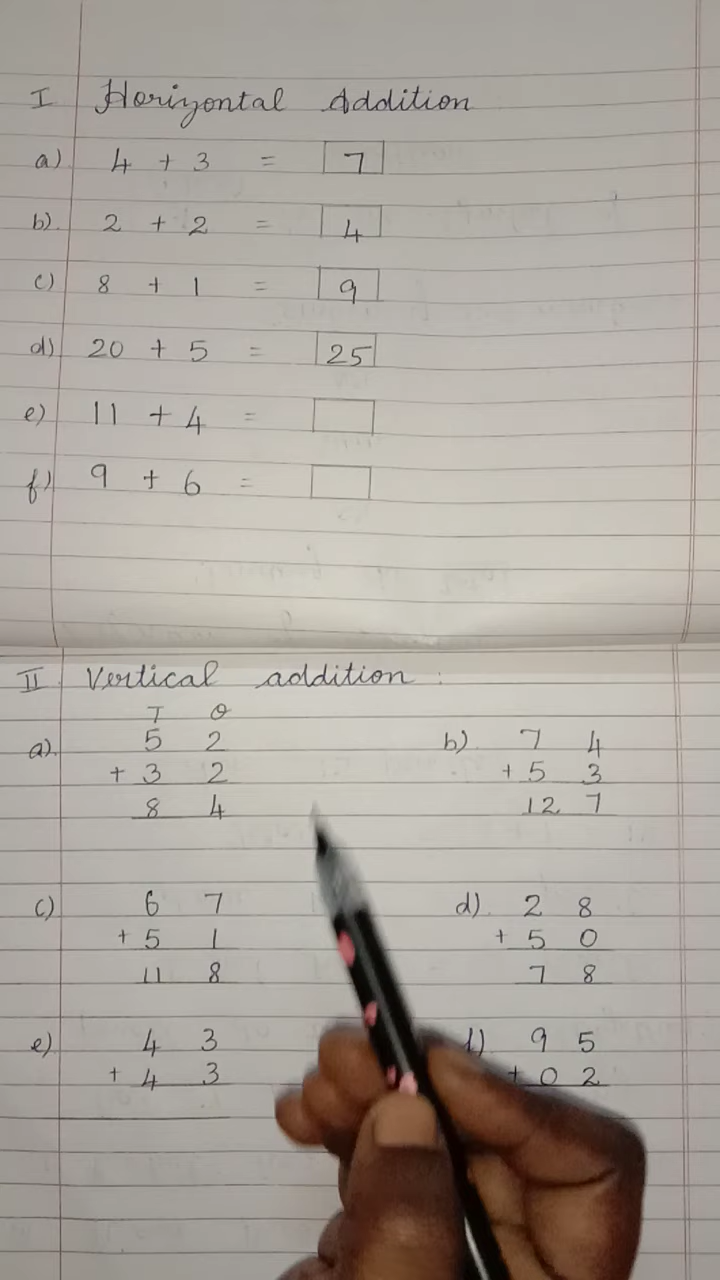 I Horizontal Addition
a) 4 + 3 = 7
b) 2 + 2 = 4
c) 8 + 1 = 9
d) 20 + 5 = 25
e) 11 + 4 =
f) 9 + 6 =
II Vertical addition :
T O
a). 5 2 b) 7 4
+ 3 2 + 5 3
8 4 12 7
c) 6 7 d) 2 8
+ 5 1 + 5 0
11 8 7 8
e) 4 3 9 5
+ 4 3 + 0 2